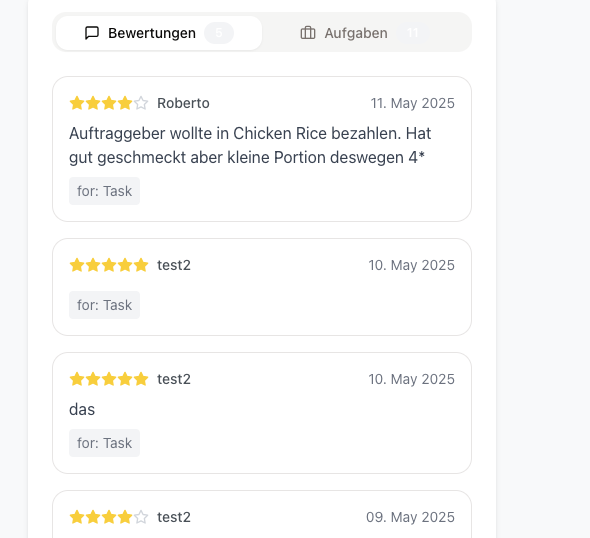 Bewertungen 5 Aufgaben 11
Roberto 11. May 2025
Auftraggeber wollte in Chicken Rice bezahlen. Hat
gut geschmeckt aber kleine Portion deswegen 4*
for: Task
test2 10. May 2025
for: Task
test2 10. May 2025
das
for: Task
test2 09. May 2025